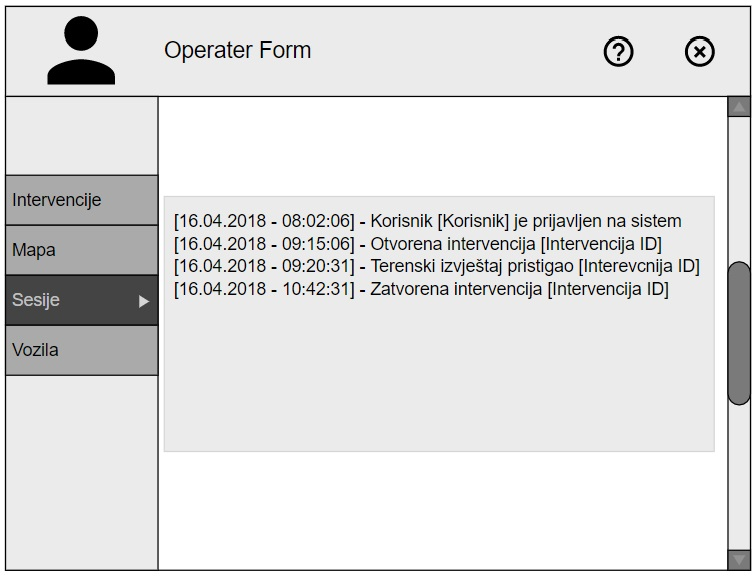 Operater Form
Intervencije
Mapa
Sesije
Vozila
[16.04.2018 - 08:02:06] - Korisnik [Korisnik] je prijavljen na sistem
[16.04.2018 - 09:15:06] - Otvorena intervencija [Intervencija ID]
[16.04.2018 - 09:20:31] - Terenski izvještaj pristigao [Interevcnija ID]
[16.04.2018 - 10:42:31] - Zatvorena intervencija [Intervencija ID]